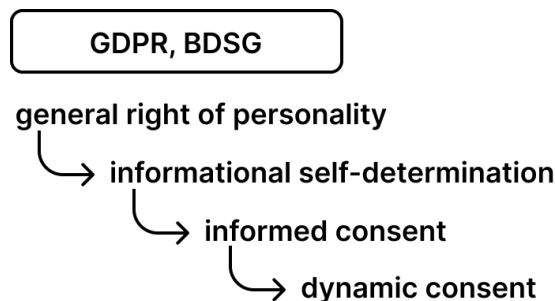 GDPR, BDSG
general right of personality
informational self-determination
informed consent
dynamic consent